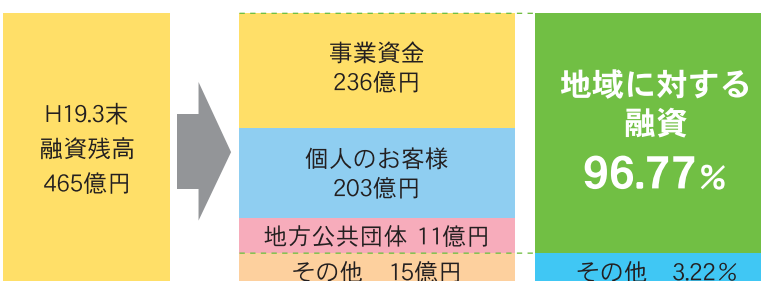 H19.3末
融資残高
465億円
事業資金
236億円
個人のお客様
203億円
地方公共団体 11億円
その他 15億円
地域に対する
融資
96.77%
その他 3.22%